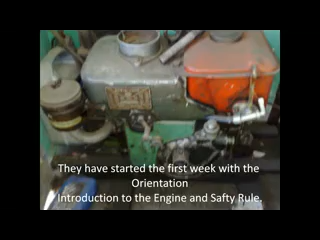 They have started the first week with the
Orientation
Introduction to the Engine and Safty Rule.